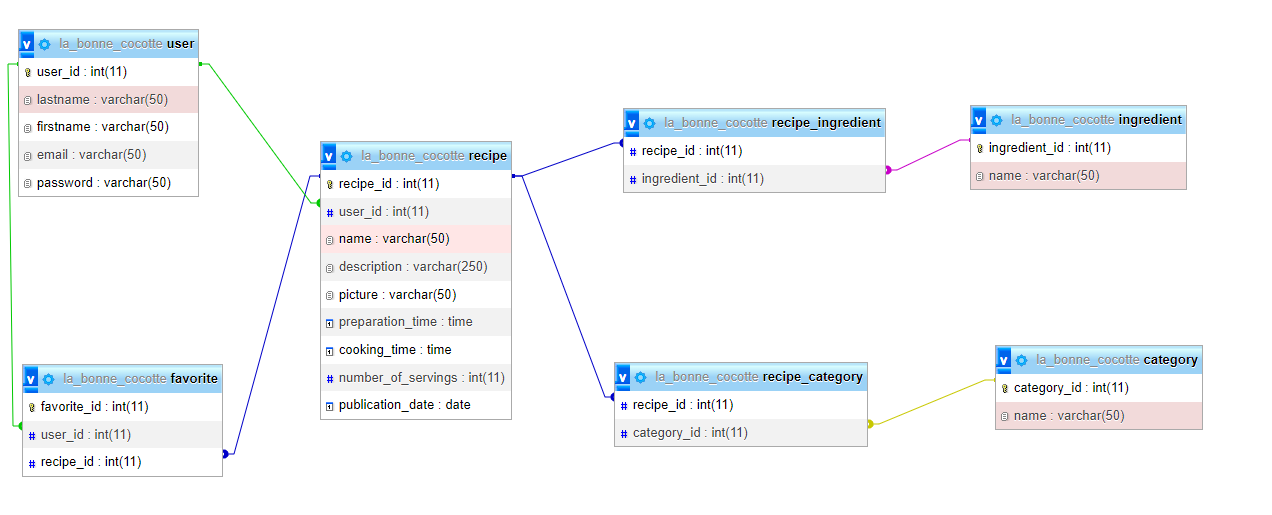 la_bonne_cocotte user
user_id : int(11)
lastname : varchar(50)
firstname : varchar(50)
email : varchar(50)
password : varchar(50)
la_bonne_cocotte favorite
favorite_id : int(11)
user_id : int(11)
recipe_id : int(11)
la_bonne_cocotte recipe
recipe_id : int(11)
# user_id : int(11)
name : varchar(50)
description : varchar(250)
picture : varchar(50)
preparation_time : time
cooking_time : time
# number_of_servings : int(11)
publication_date : date
v la_bonne_cocotte recipe_ingredient
# recipe_id : int(11)
# ingredient_id : int(11)
v la_bonne_cocotte recipe_category
# recipe_id : int(11)
# category_id : int(11)
v la_bonne_cocotte ingredient
ingredient_id : int(11)
name : varchar(50)
v la_bonne_cocotte category
category_id : int(11)
name : varchar(50)